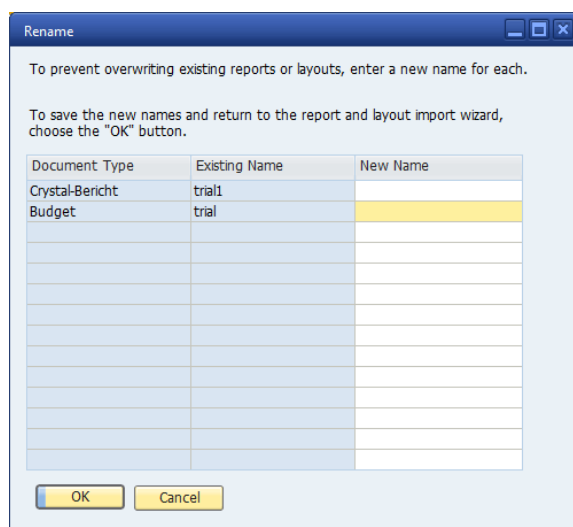 Rename
To prevent overwriting existing reports or layouts, enter a new name for each.
To save the new names and return to the report and layout import wizard,
choose the "OK" button.
Document Type Existing Name New Name
Crystal-Bericht trial1
Budget trial
OK Cancel